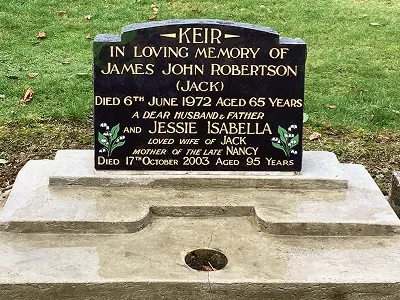 KEIR
IN LOVING MEMORY OF
JAMES JOHN ROBERTSON
(JACK)
DIED 6TH JUNE 1972 AGED 65 YEARS
A DEAR HUSBAND & FATHER
AND JESSIE ISABELLA
LOVED WIFE OF JACK
MOTHER OF THE LATE NANCY
DIED 17TH OCTOBER 2003 AGED 95 YEARS